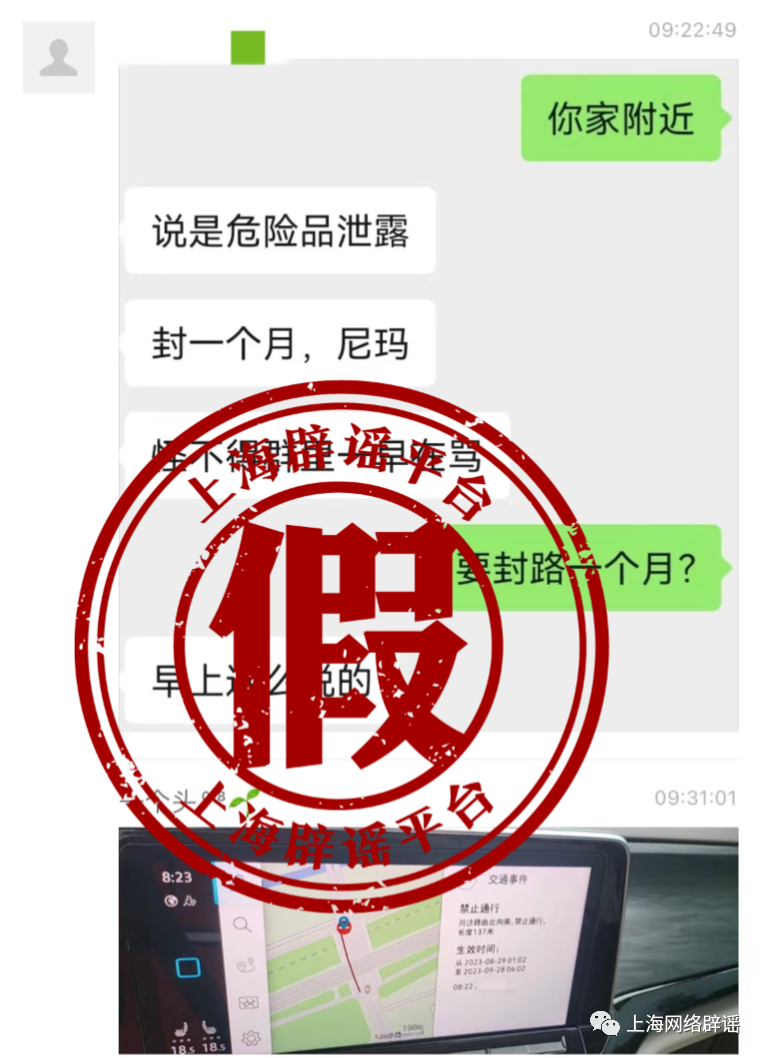 09:22:49
你家附近
说是危险品泄露
封一个月，尼玛
怪不得群里一早在骂
上海辟谣平台
要封路一个月?
假
早上这么说的
一个头
09:31:01
上海辟谣平台
8:23
交通事件
禁止通行
川沙路由北向南,禁止通行,
长度137米
生效时间:
从 2023-08-29 01:02
至 2023-09-28 04:02
08:22 ,
18.5 18.5
上海网络辟谣